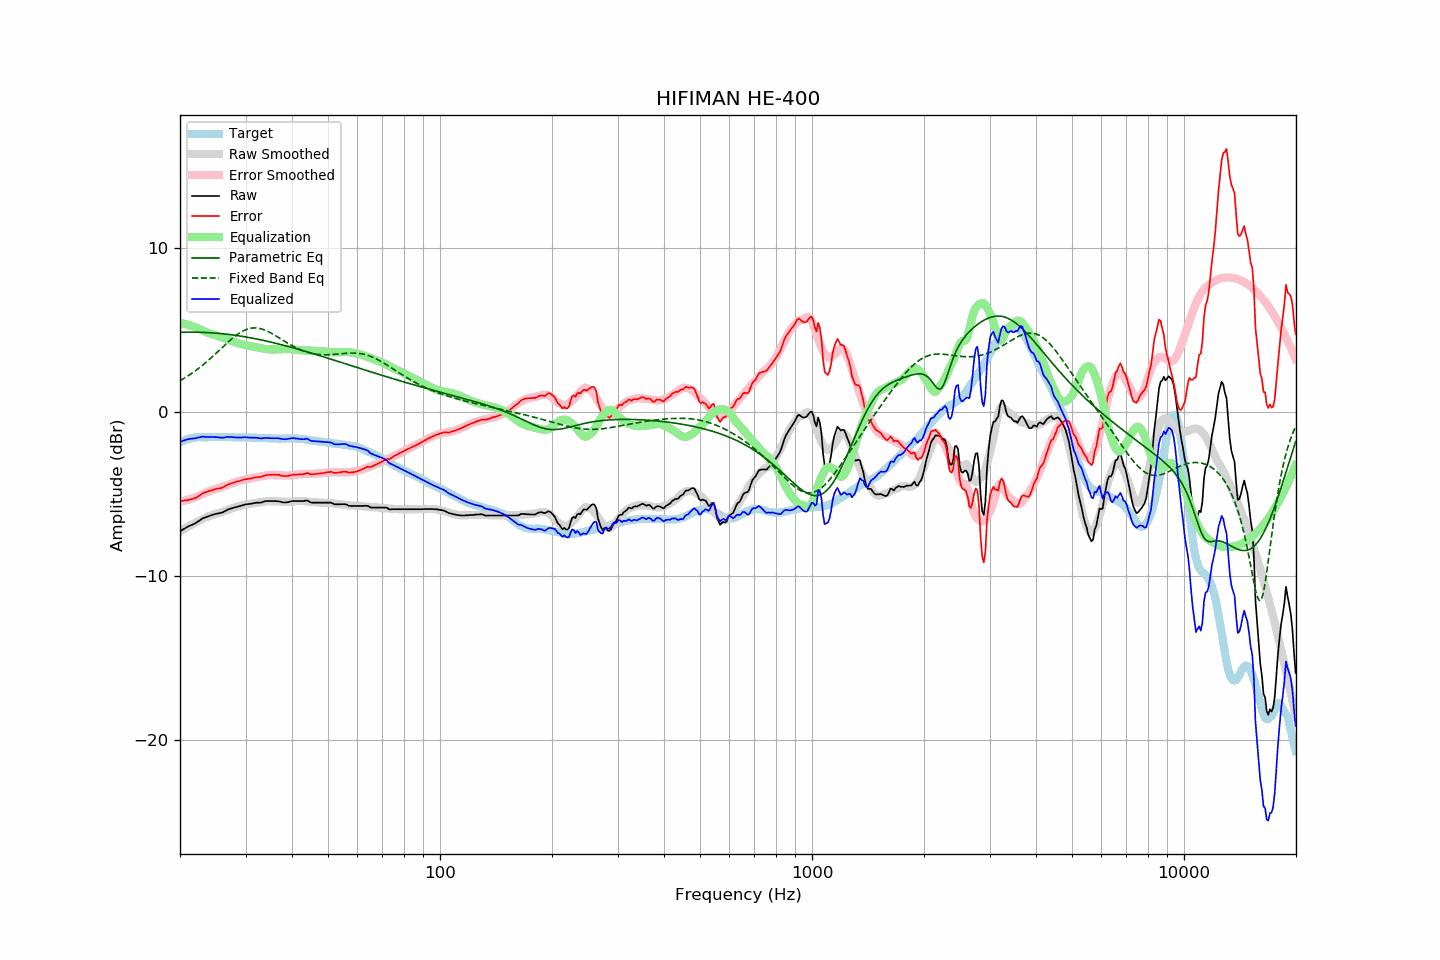 HIFIMAN HE-400
Target
Raw Smoothed
Error Smoothed
Raw
Error
Equalization
Parametric Eq
Fixed Band Eq
Equalized
10
0
−10
−20
Amplitude (dBr)
100
1000
10000
Frequency (Hz)